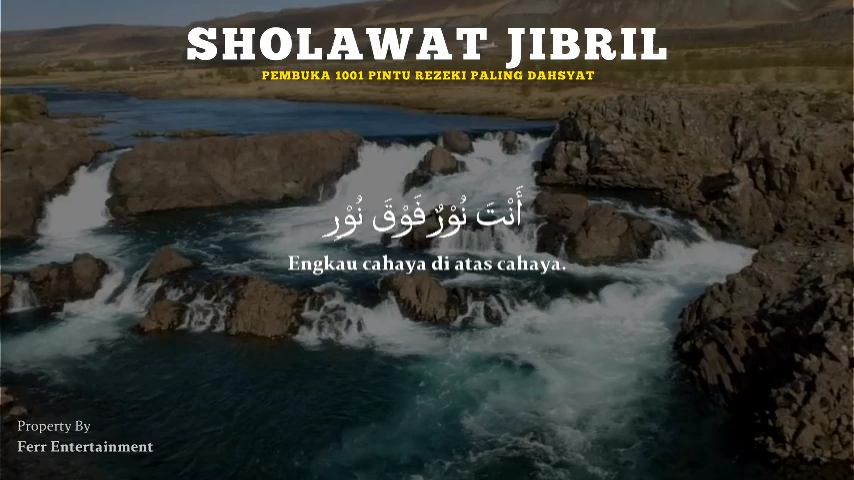 SHOLAWAT JIBRIL
PEMBUKA 1001 PINTU REZEKI PALING DAHSYAT
أَنْتَ نُوْرٌ فَوْقَ نُوْرِ
Engkau cahaya di atas cahaya.
Property By
Ferr Entertainment